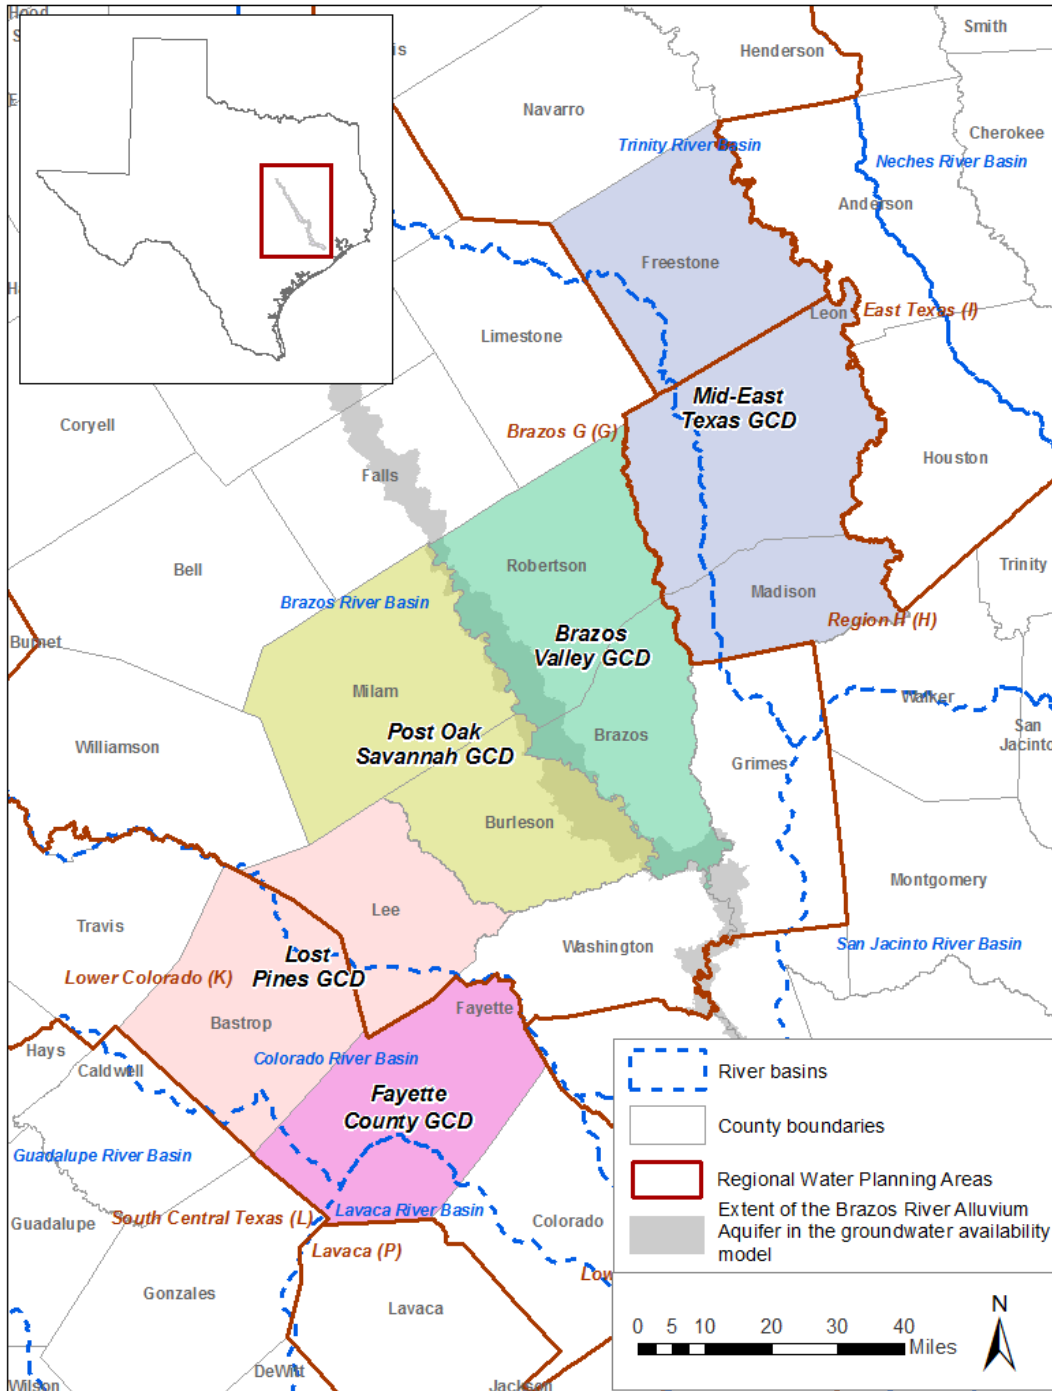 Hood
Smith
Henderson
Navarro
Cherokee
Trinity River Basin
Neches River Basin
Anderson
Freestone
Leon
East Texas (I)
Limestone
Mid-East
Texas GCD
Coryell
Brazos G (G)
Houston
Falls
Robertson
Bell
Trinity
Madison
Brazos River Basin
Region H (H)
Burnet
Brazos
Valley GCD
Milam
Walker
San
Jacinto
Post Oak
Savannah GCD
Williamson
Brazos
Grimes
Burleson
Montgomery
Lee
Travis
Washington
San Jacinto River Basin
Lost
Pines GCD
Lower Colorado (K)
Fayette
Bastrop
Hays
Caldwell
Colorado River Basin
Fayette
County GCD
Guadalupe River Basin
Lavaca River Basin
South Central Texas (L)
Guadalupe
Colorado
Lavaca (P)
Low
Gonzales
Lavaca
DeWitt
Wilson
Jackson
River basins
County boundaries
Regional Water Planning Areas
Extent of the Brazos River Alluvium
Aquifer in the groundwater availability
model
N
0 5 10 20 30 40
Miles